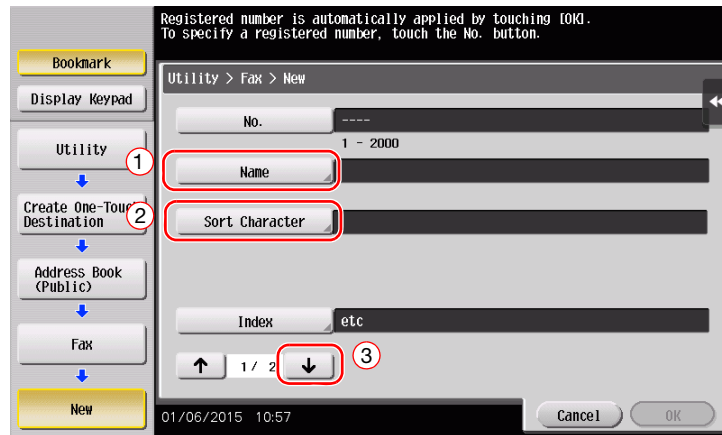 Registered number is automatically applied by touching [OK].
To specify a registered number, touch the No. button.
Bookmark
Display Keypad
Utility
Create One-Touch
Destination
Address Book
(Public)
Fax
New
Utility > Fax > New
No.
----
1 - 2000
1
Name
2
Sort Character
Index
etc
↑ 1/ 2 ↓
3
01/06/2015 10:57
Cancel
OK